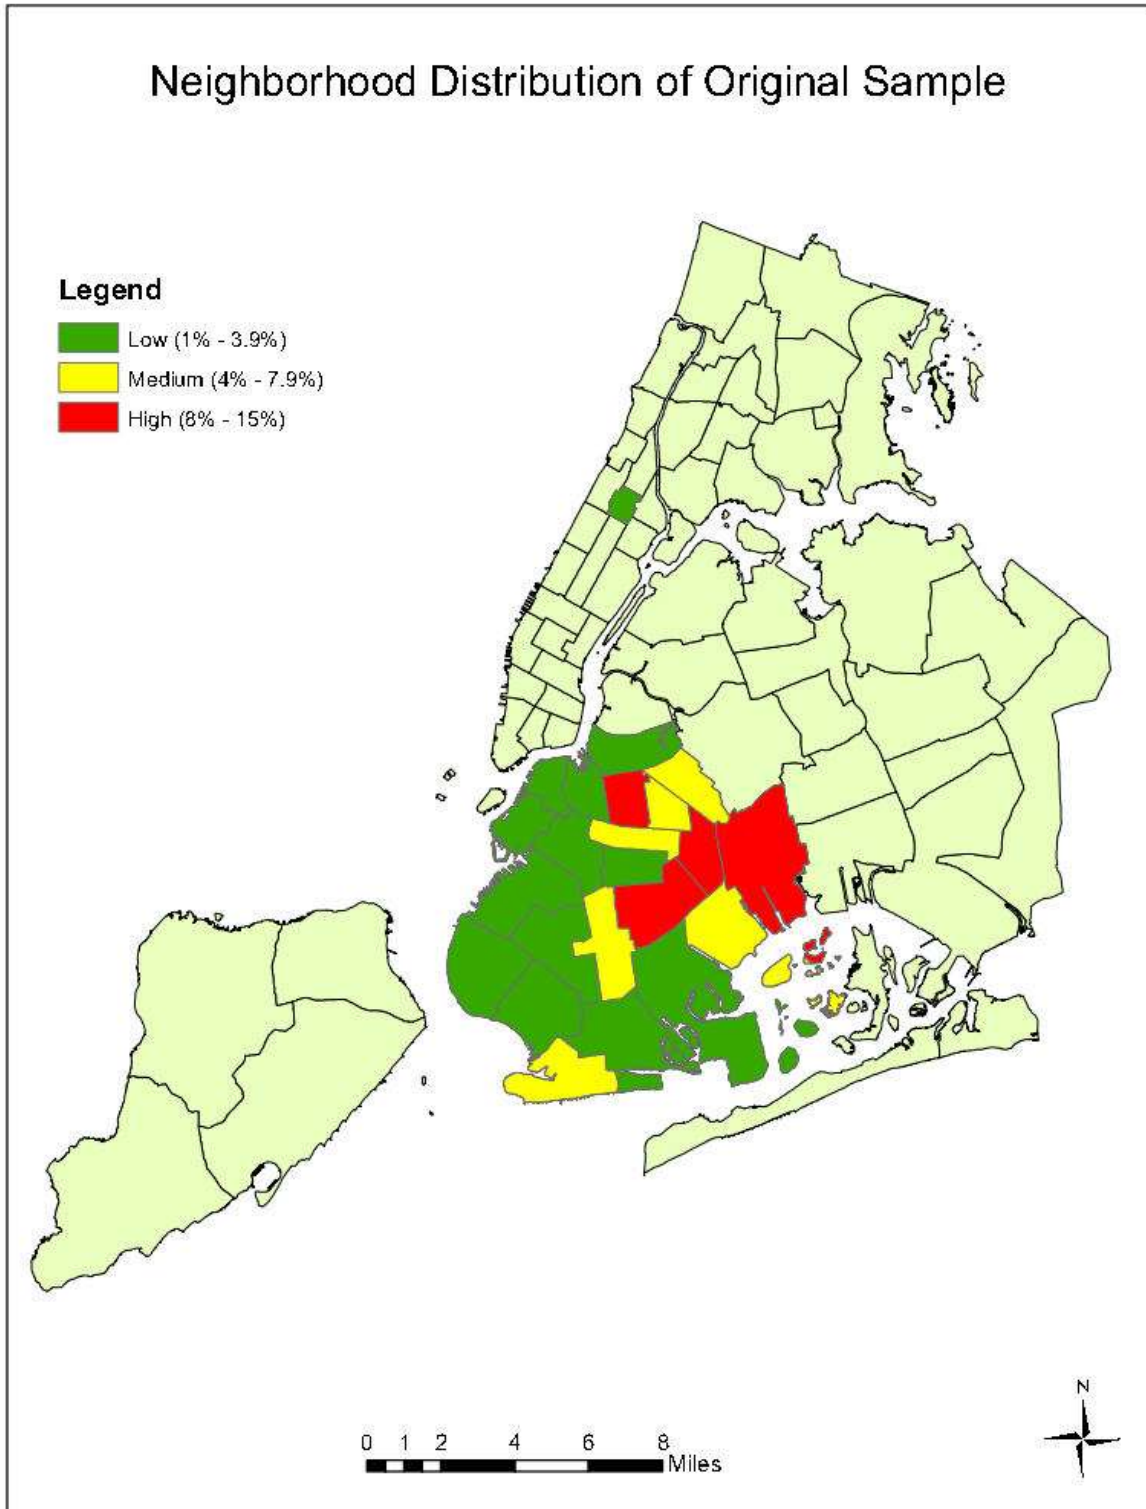 Neighborhood Distribution of Original Sample
Legend
Low (1% - 3.9%)
Medium (4% - 7.9%)
High (8% - 15%)
N
0 1 2 4 6 8
Miles